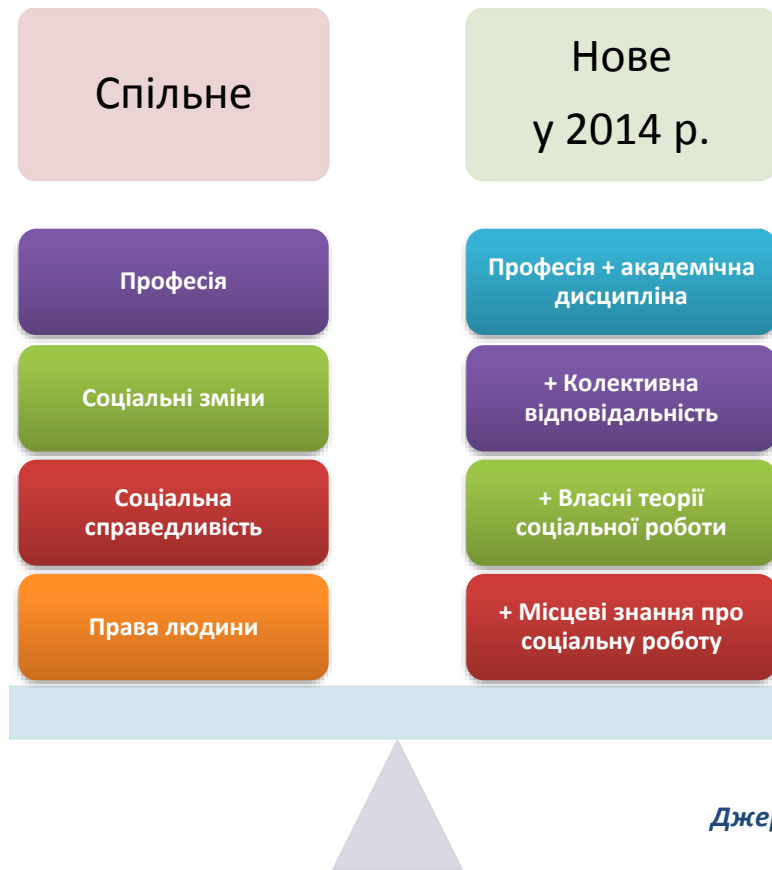 Спільне
Нове
у 2014 р.
Професія
Соціальні зміни
Соціальна
справедливість
Права людини
Професія + академічна
дисципліна
+ Колективна
відповідальність
+ Власні теорії
соціальної роботи
+ Місцеві знання про
соціальну роботу